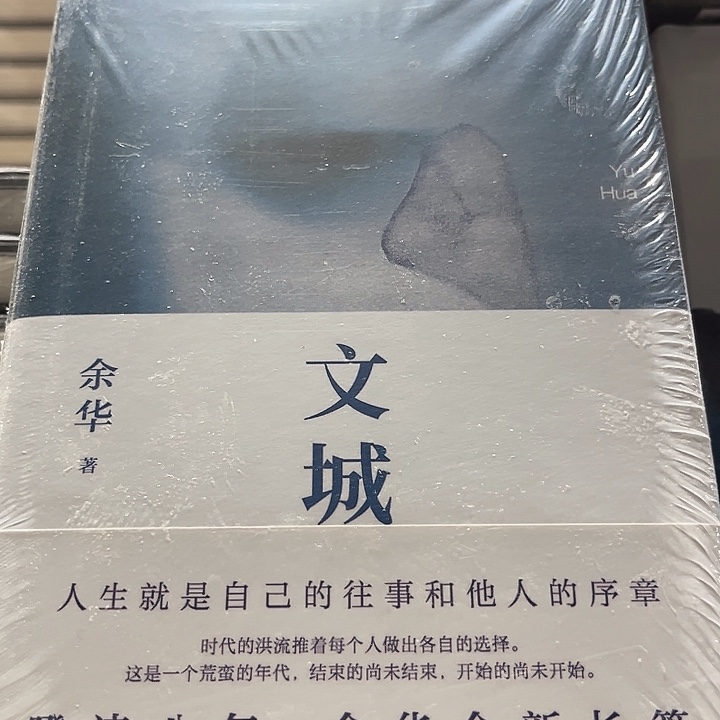 Yu
Hua
余华
著
文城
人生就是自己的往事和他人的序章
时代的洪流推着每个人做出各自的选择。
这是一个荒蛮的年代，结束的尚未结束，开始的尚未开始。